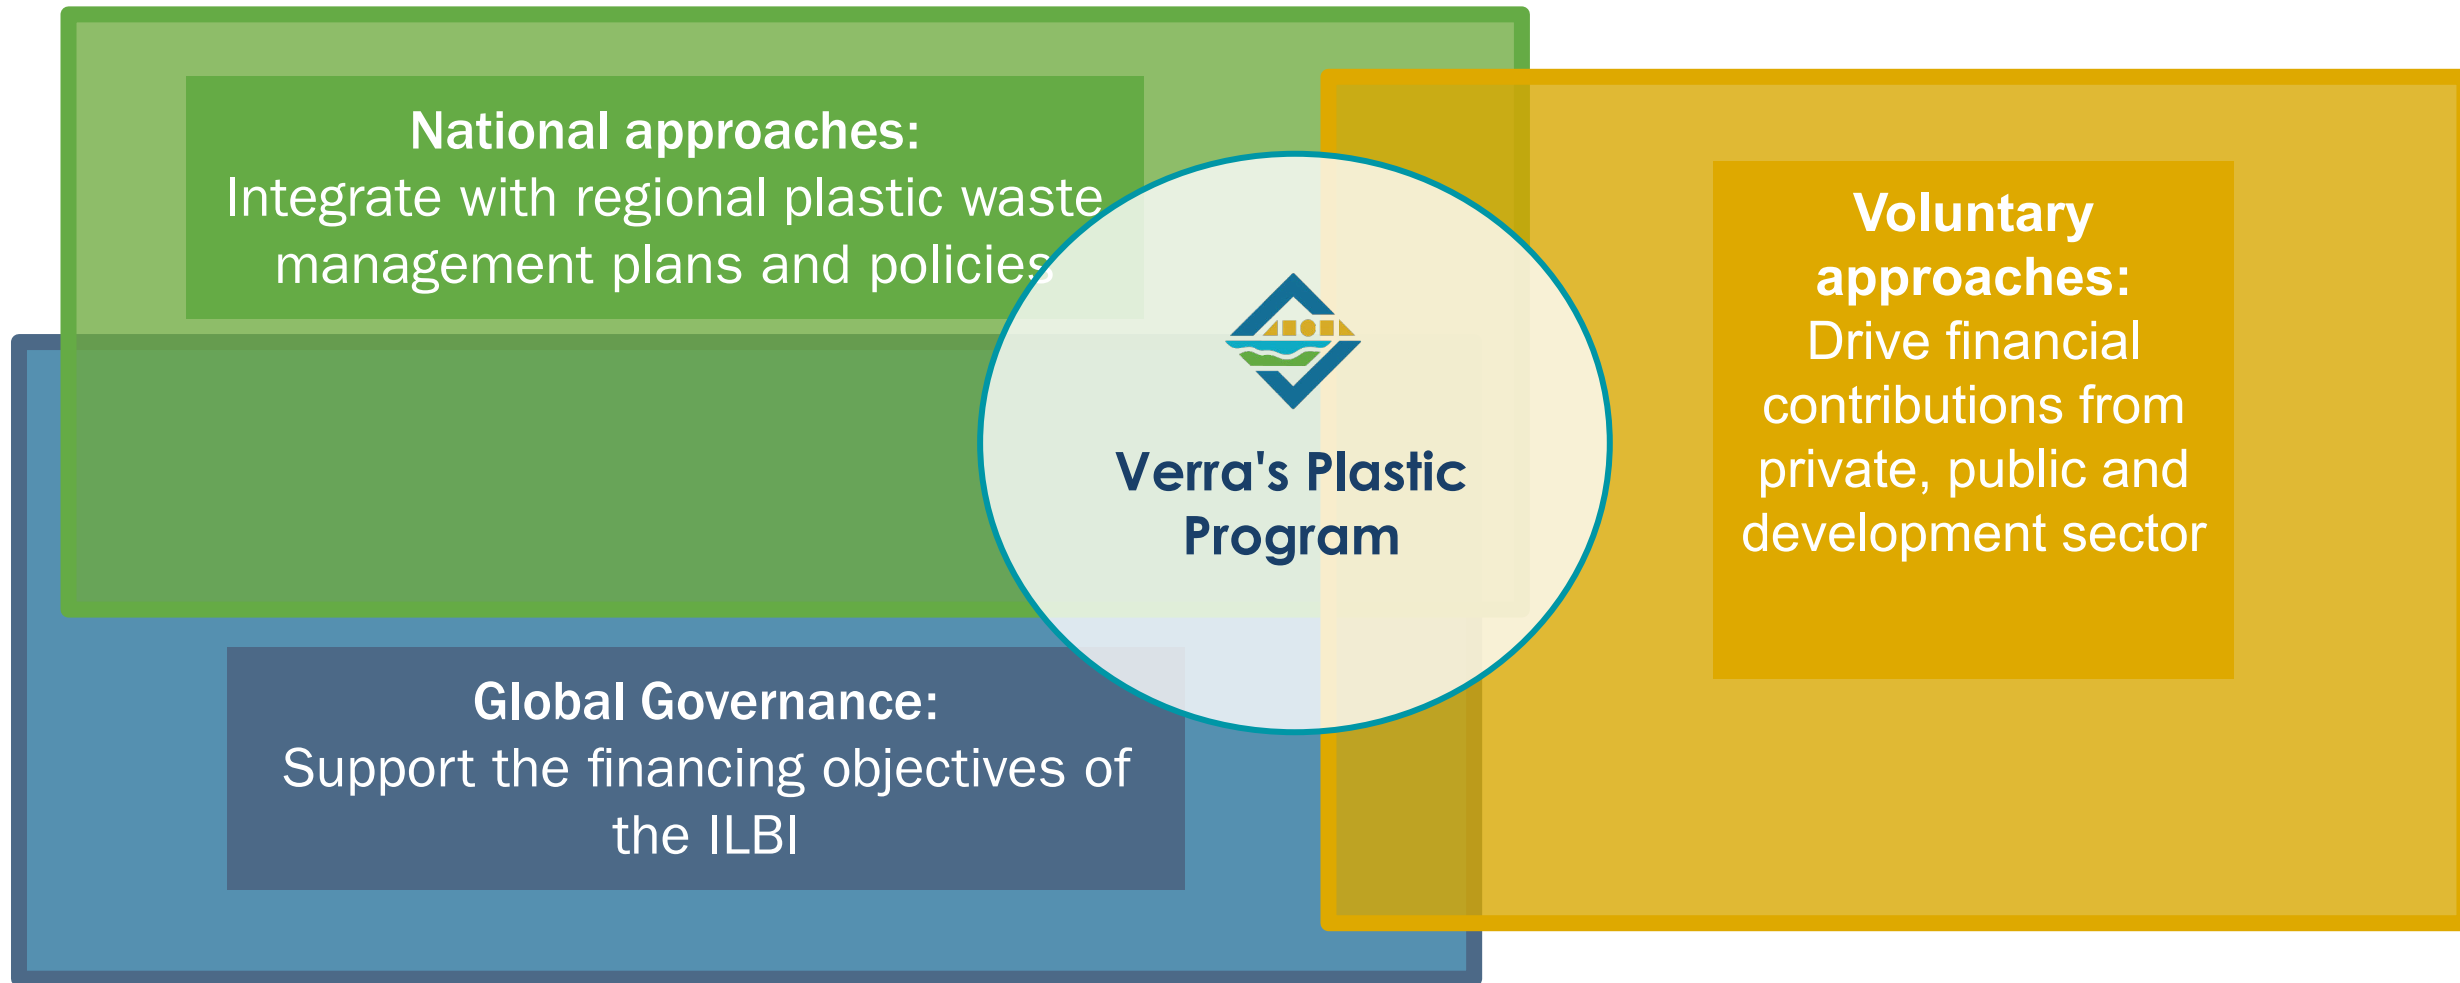 National approaches:
Integrate with regional plastic waste
management plans and policies
Voluntary
approaches:
Drive financial
contributions from
private, public and
development sector
Verra's Plastic
Program
Global Governance:
Support the financing objectives of
the ILBI